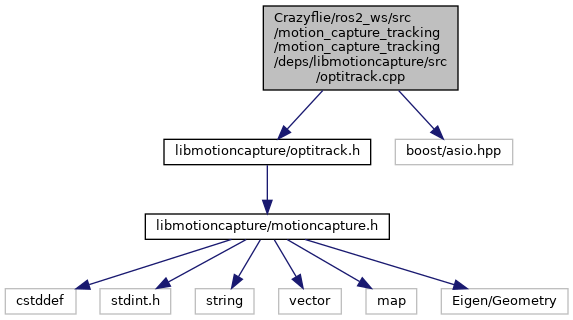 Crazyflie/ros2_ws/src
/motion_capture_tracking
/motion_capture_tracking
/deps/libmotioncapture/src
/optitrack.cpp
libmotioncapture/optitrack.h
boost/asio.hpp
libmotioncapture/motioncapture.h
cstddef
stdint.h
string
vector
map
Eigen/Geometry